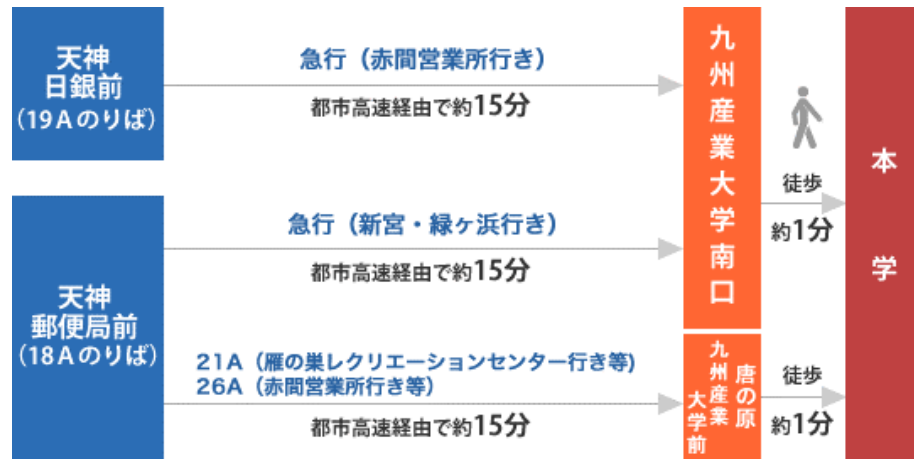 天神
日銀前
（19Aのりば）
急行（赤間営業所行き）
都市高速経由で約15分
九州産業大学南口
徒歩
約1分
本学
天神
郵便局前
（18Aのりば）
急行（新宮・緑ヶ浜行き）
都市高速経由で約15分
21A（雁の巣レクリエーションセンター行き等）
26A（赤間営業所行き等）
都市高速経由で約15分
唐の原
九州産業
大学前
徒歩
約1分